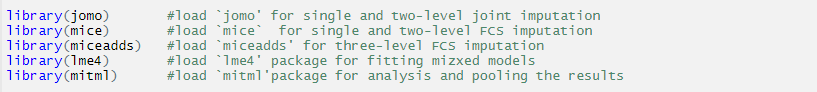 library(jomo) #load `jomo' for single and two-level joint imputation
library(mice) #load `mice` for single and two-level FCS imputation
library(miceadds) #load `miceadds' for three-level FCS imputation
library(lme4) #load `lme4' package for fitting mizxed models
library(mitml) #load `mitml'package for analysis and pooling the results